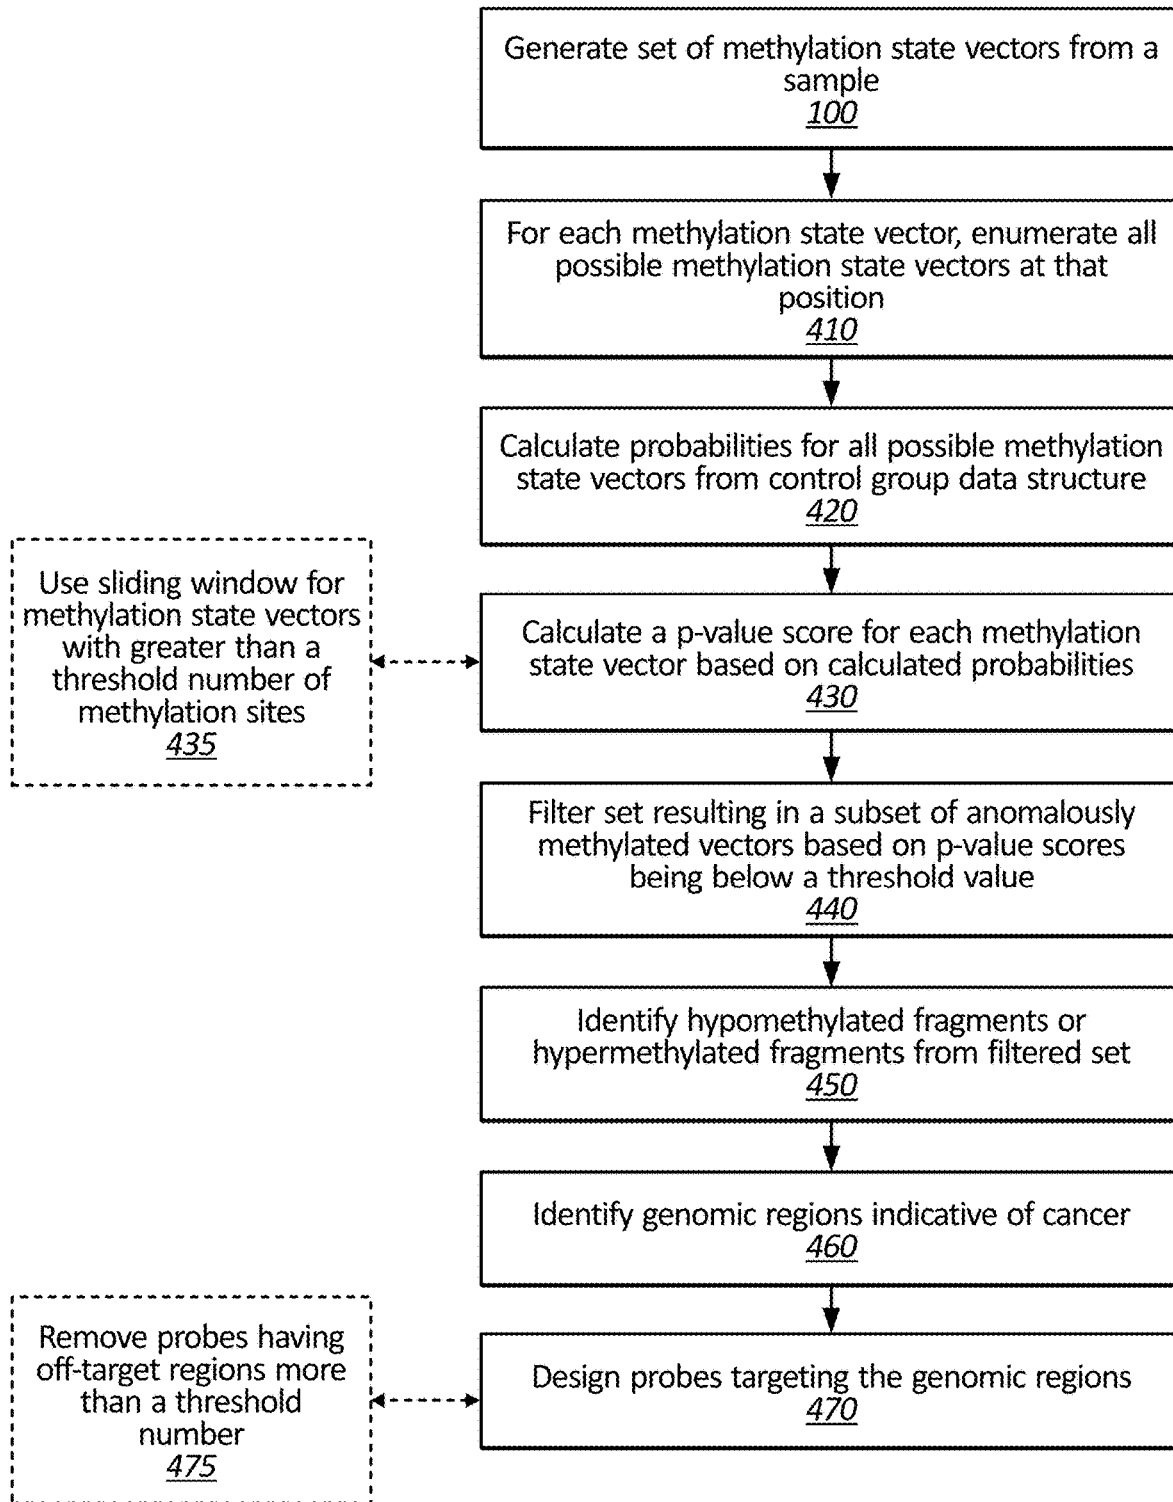 Generate set of methylation state vectors from a
sample
100
For each methylation state vector, enumerate all
possible methylation state vectors at that
position
410
Calculate probabilities for all possible methylation
state vectors from control group data structure
420
Use sliding window for
methylation state vectors
with greater than a
threshold number of
methylation sites
435
Calculate a p-value score for each methylation
state vector based on calculated probabilities
430
Filter set resulting in a subset of anomalously
methylated vectors based on p-value scores
being below a threshold value
440
Identify hypomethylated fragments or
hypermethylated fragments from filtered set
450
Identify genomic regions indicative of cancer
460
Remove probes having
off-target regions more
than a threshold
number
475
Design probes targeting the genomic regions
470